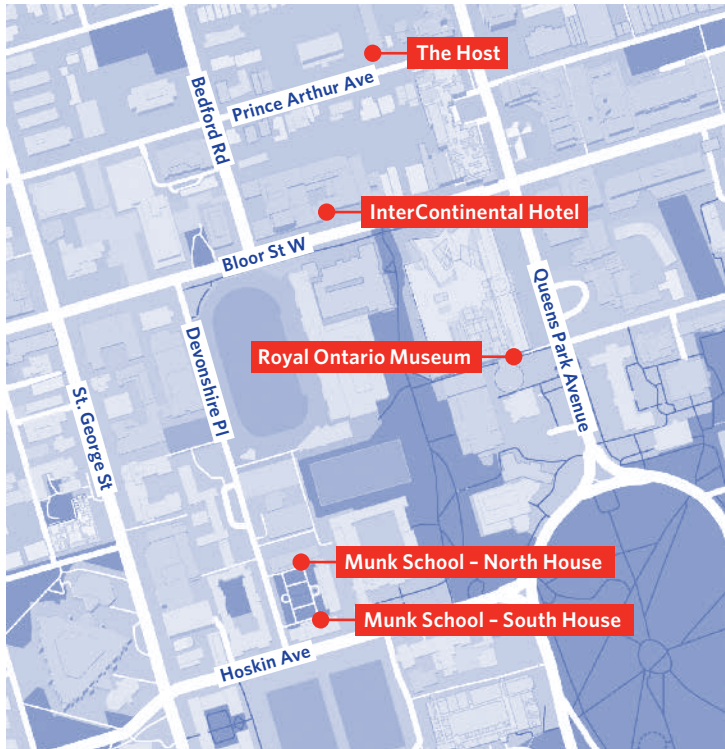 The Host
Prince Arthur Ave
Bedford Rd
InterContinental Hotel
Bloor St W
Queens Park Avenue
Royal Ontario Museum
Devonshire Pl
St. George St
Munk School – North House
Munk School – South House
Hoskin Ave